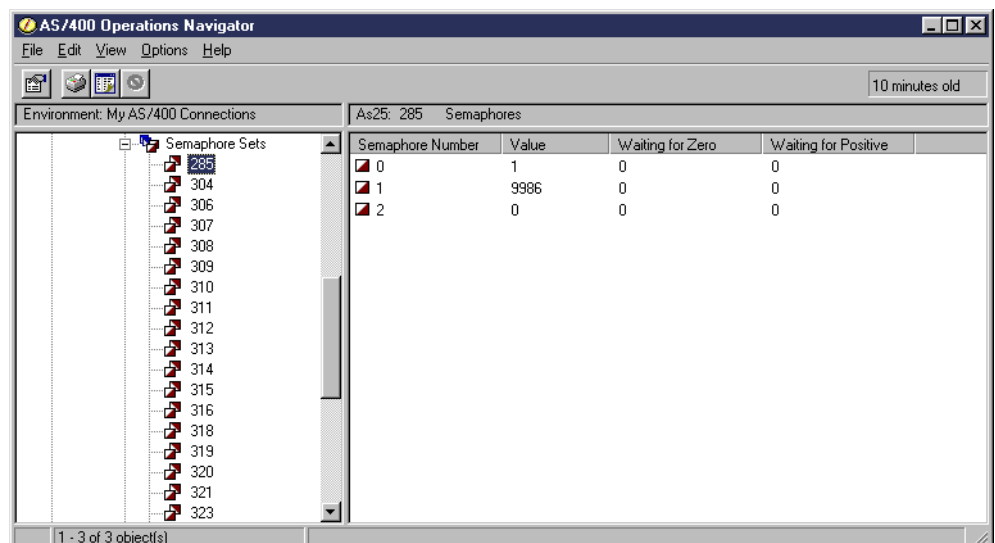 AS/400 Operations Navigator
File Edit View Options Help
10 minutes old
Environment: My AS/400 Connections
As25: 285 Semaphores
Semaphore Sets
285
304
306
307
308
309
310
311
312
313
314
315
316
318
319
320
321
323
Semaphore Number Value Waiting for Zero Waiting for Positive
0 1 0 0
1 9986 0 0
2 0 0 0
1 - 3 of 3 object(s)